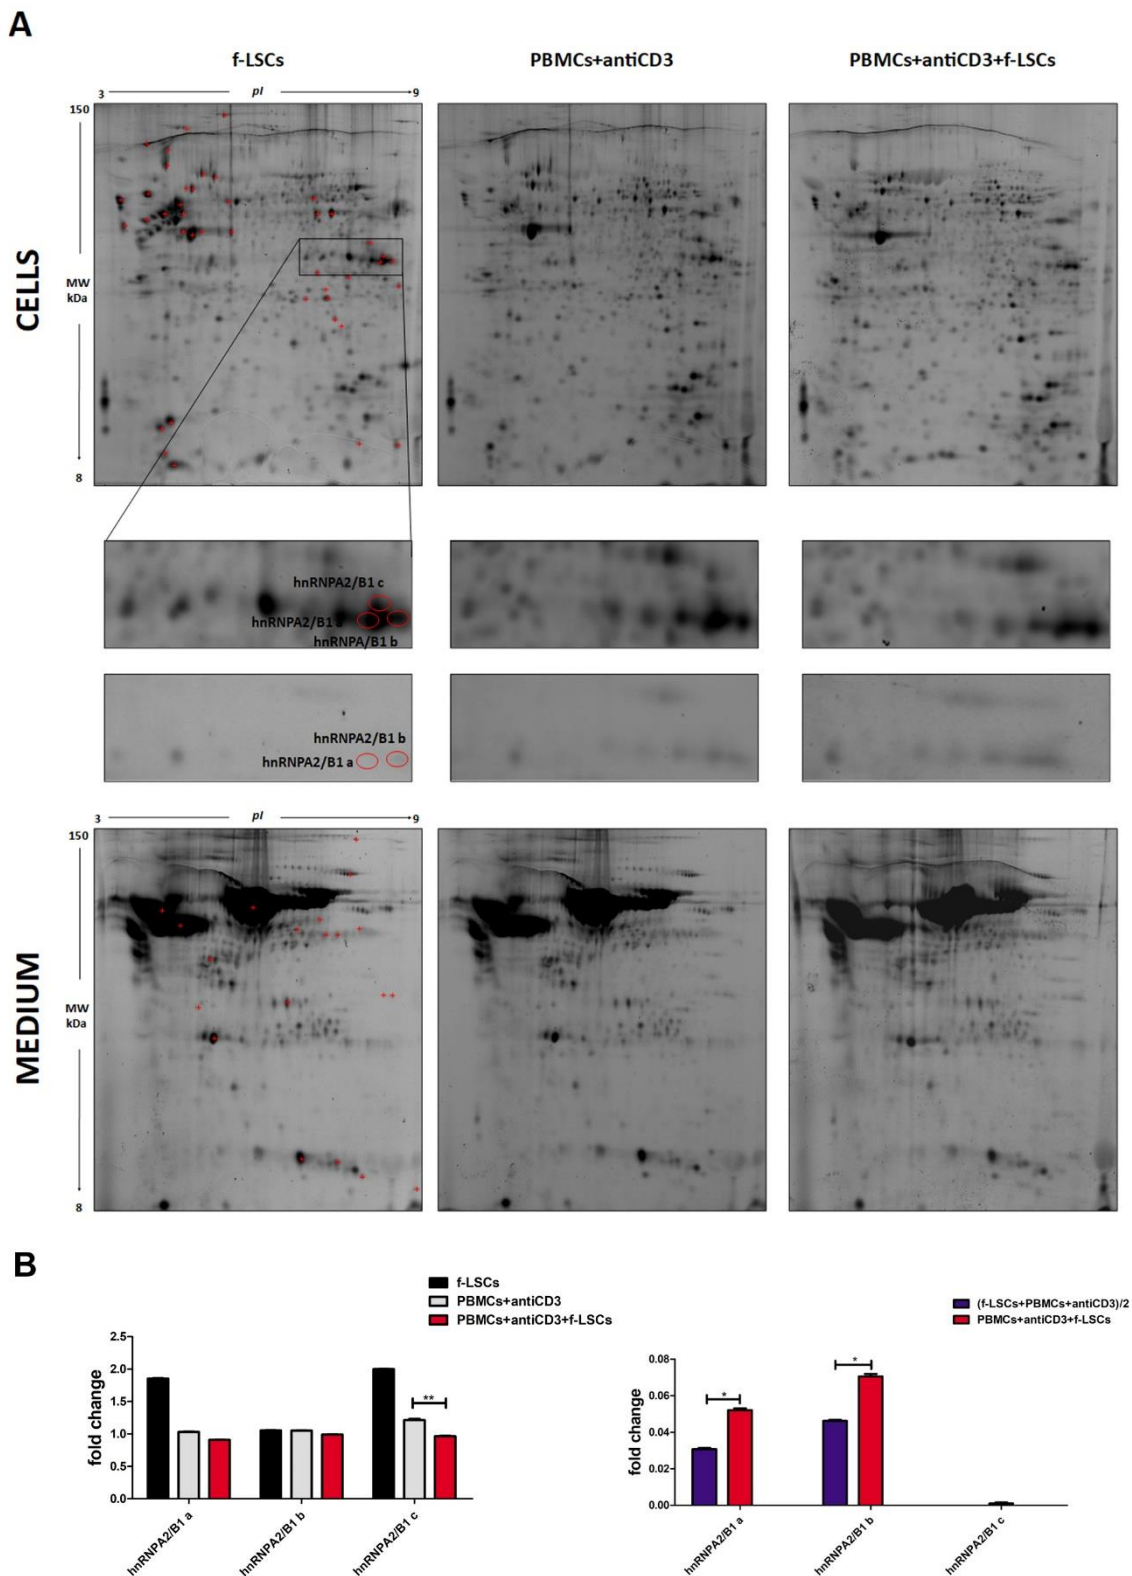 A
f-LSCs
PBMCs+antiCD3
PBMCs+antiCD3+f-LSCs
3
pI
9
150
MW
kDa
8
CELLS
hnRNPA2/B1 c
hnRNPA2/B1
hnRNPA/B1 b
hnRNPA2/B1 b
hnRNPA2/B1 a
3
pI
9
150
MW
kDa
8
MEDIUM
B
f-LSCs
PBMCs+antiCD3
PBMCs+antiCD3+f-LSCs
fold change
2.5
2.0
1.5
1.0
0.5
0.0
**
hnRNPA2/B1 a
hnRNPA2/B1 b
hnRNPA2/B1 c
(f-LSCs+PBMCs+antiCD3)/2
PBMCs+antiCD3+f-LSCs
fold change
0.08
0.06
0.04
0.02
0.00
*
*
hnRNPA2/B1 a
hnRNPA2/B1 b
hnRNPA2/B1 c